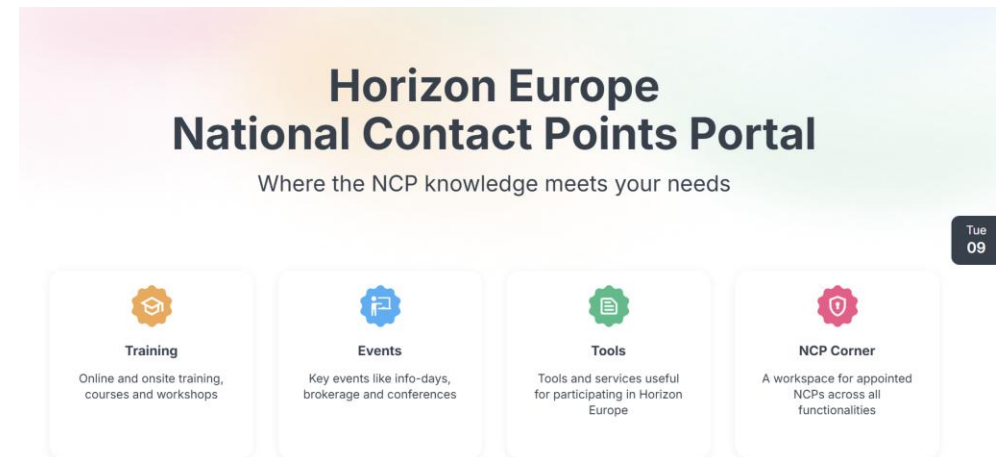 Horizon Europe
National Contact Points Portal
Where the NCP knowledge meets your needs
Tue
09
Training
Online and onsite training,
courses and workshops
Events
Key events like info-days,
brokerage and conferences
Tools
Tools and services useful
for participating in Horizon
Europe
NCP Corner
A workspace for appointed
NCPs across all
functionalities